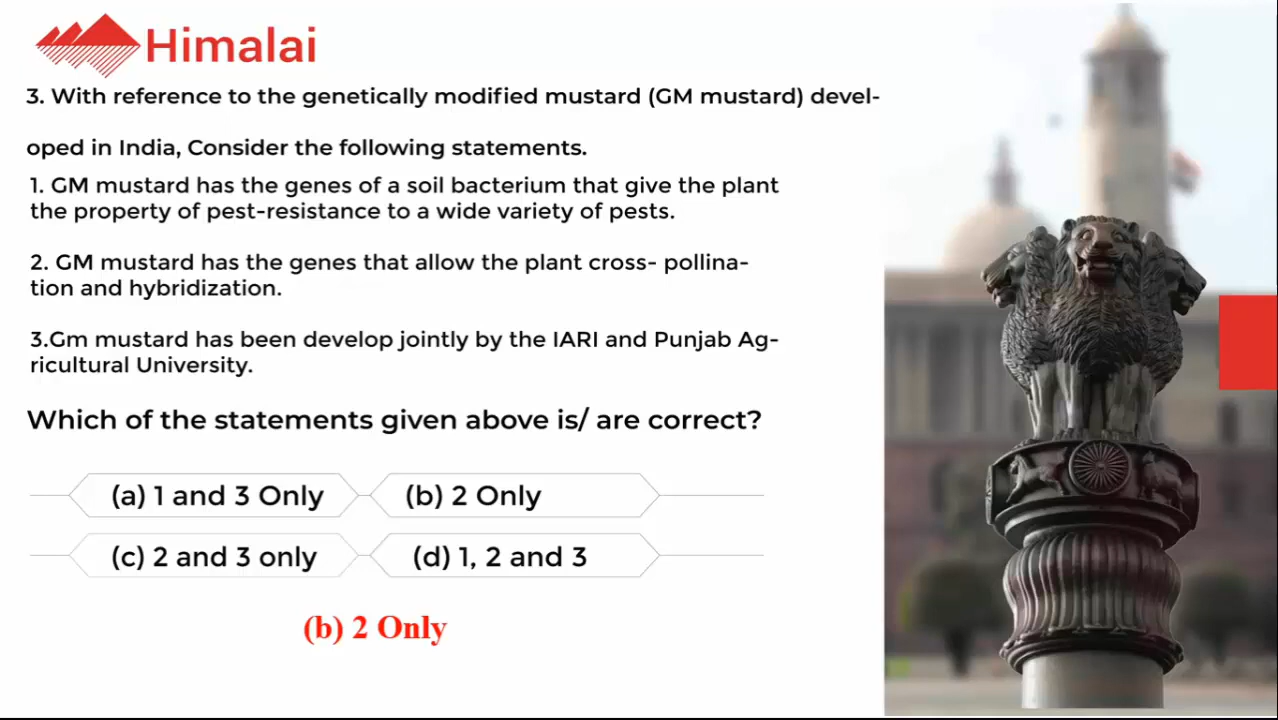 Himalai
3. With reference to the genetically modified mustard (GM mustard) devel-
oped in India, Consider the following statements.
1. GM mustard has the genes of a soil bacterium that give the plant
the property of pest-resistance to a wide variety of pests.
2. GM mustard has the genes that allow the plant cross- pollina-
tion and hybridization.
3.Gm mustard has been develop jointly by the IARI and Punjab Ag-
ricultural University.
Which of the statements given above is/ are correct?
(a) 1 and 3 Only
(b) 2 Only
(c) 2 and 3 only
(d) 1, 2 and 3
(b) 2 Only